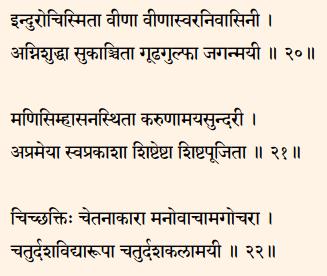 इन्दुरोचिस्मिता वीणा वीणास्वरनिवासिनी ।
अग्निशुद्धा सुकाञ्चिता गूढगुल्फा जगन्मयी ॥ २०॥
मणिसिम्हासनस्थिता करुणामयसुन्दरी ।
अप्रमेया स्वप्रकाशा शिष्टेष्टा शिष्टपूजिता ॥ २१॥
चिच्छक्तिः चेतनाकारा मनोवाचामगोचरा ।
चतुर्दशविद्यारूपा चतुर्दशकलामयी ॥ २२॥